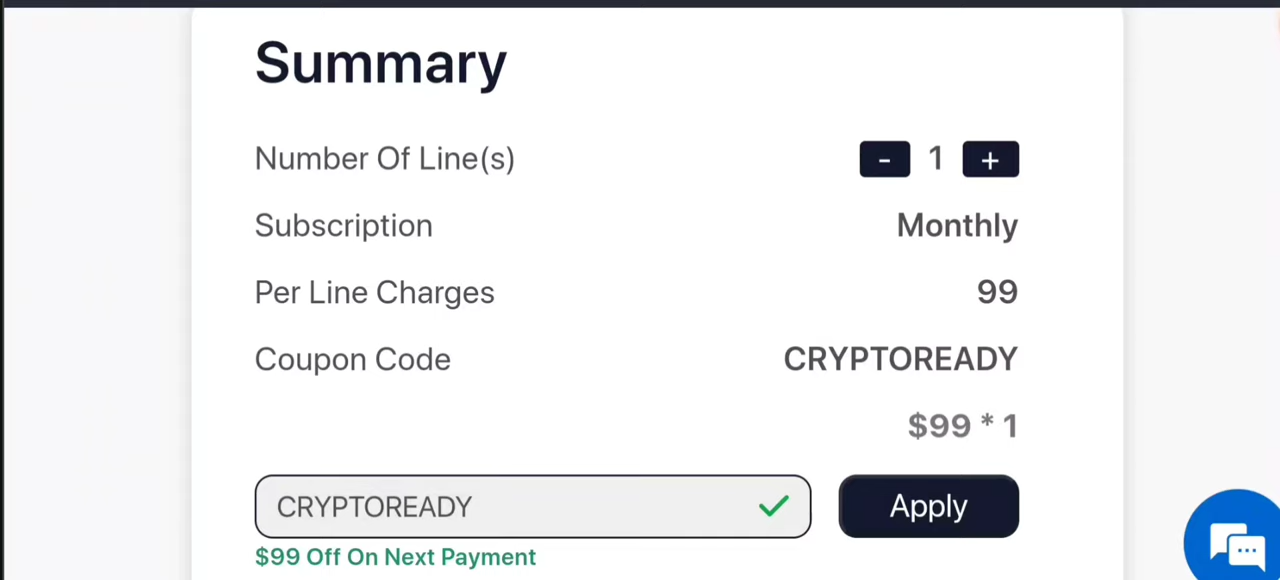 Summary
Number Of Line(s) - 1 +
Subscription Monthly
Per Line Charges 99
Coupon Code CRYPTOREADY
$99 * 1
CRYPTOREADY Apply
$99 Off On Next Payment